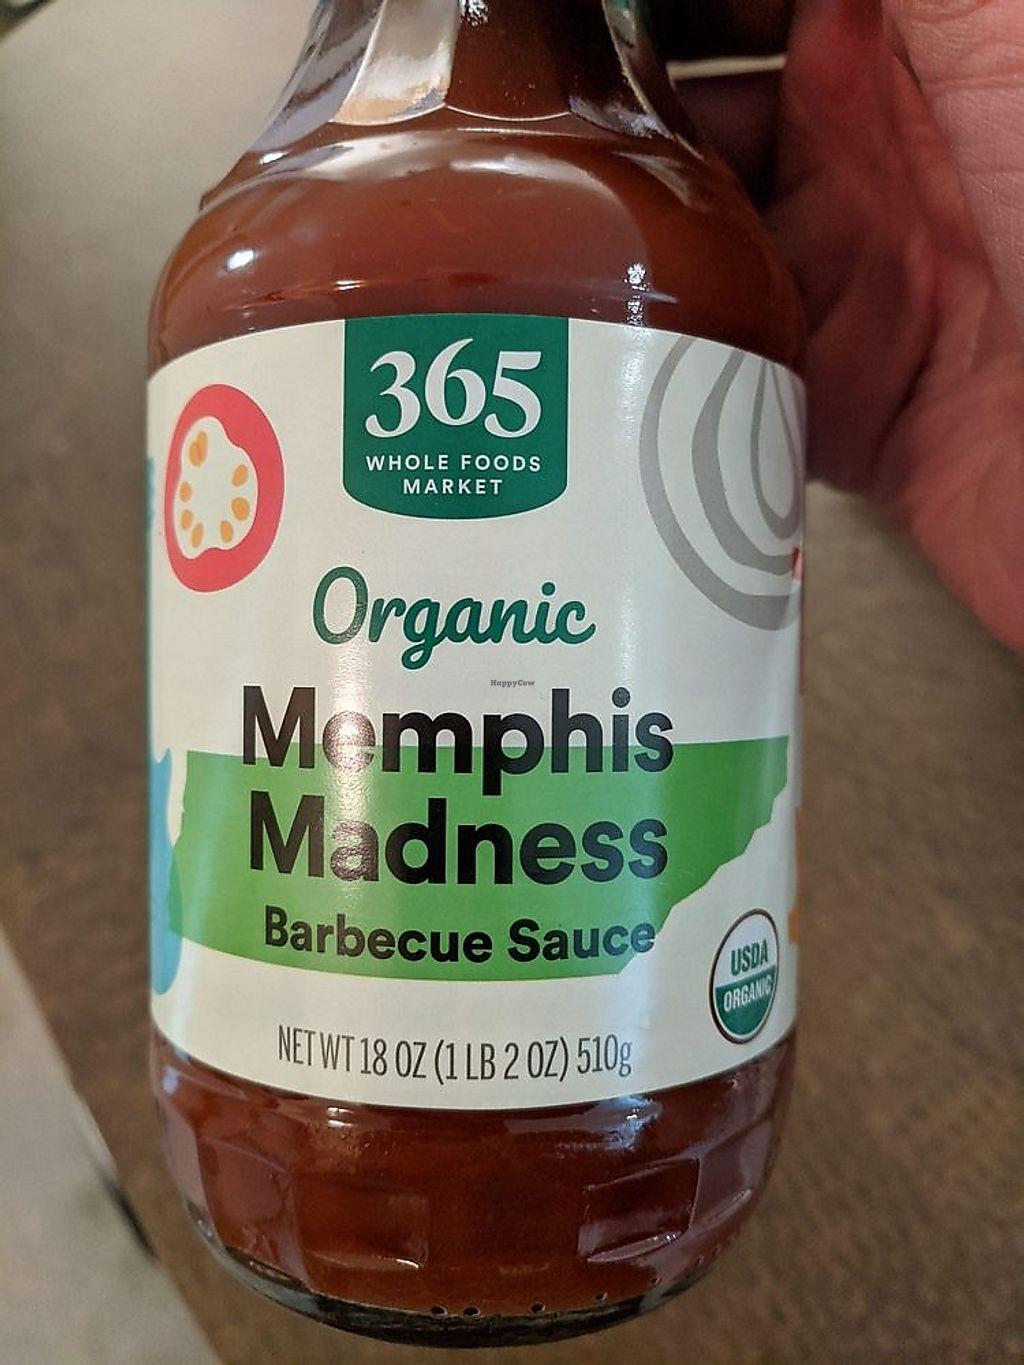 365
WHOLE FOODS
MARKET
Organic
HappyCow
Memphis
Madness
Barbecue Sauce
USDA
ORGANIC
NET WT 18 OZ (1 LB 2 OZ) 510g